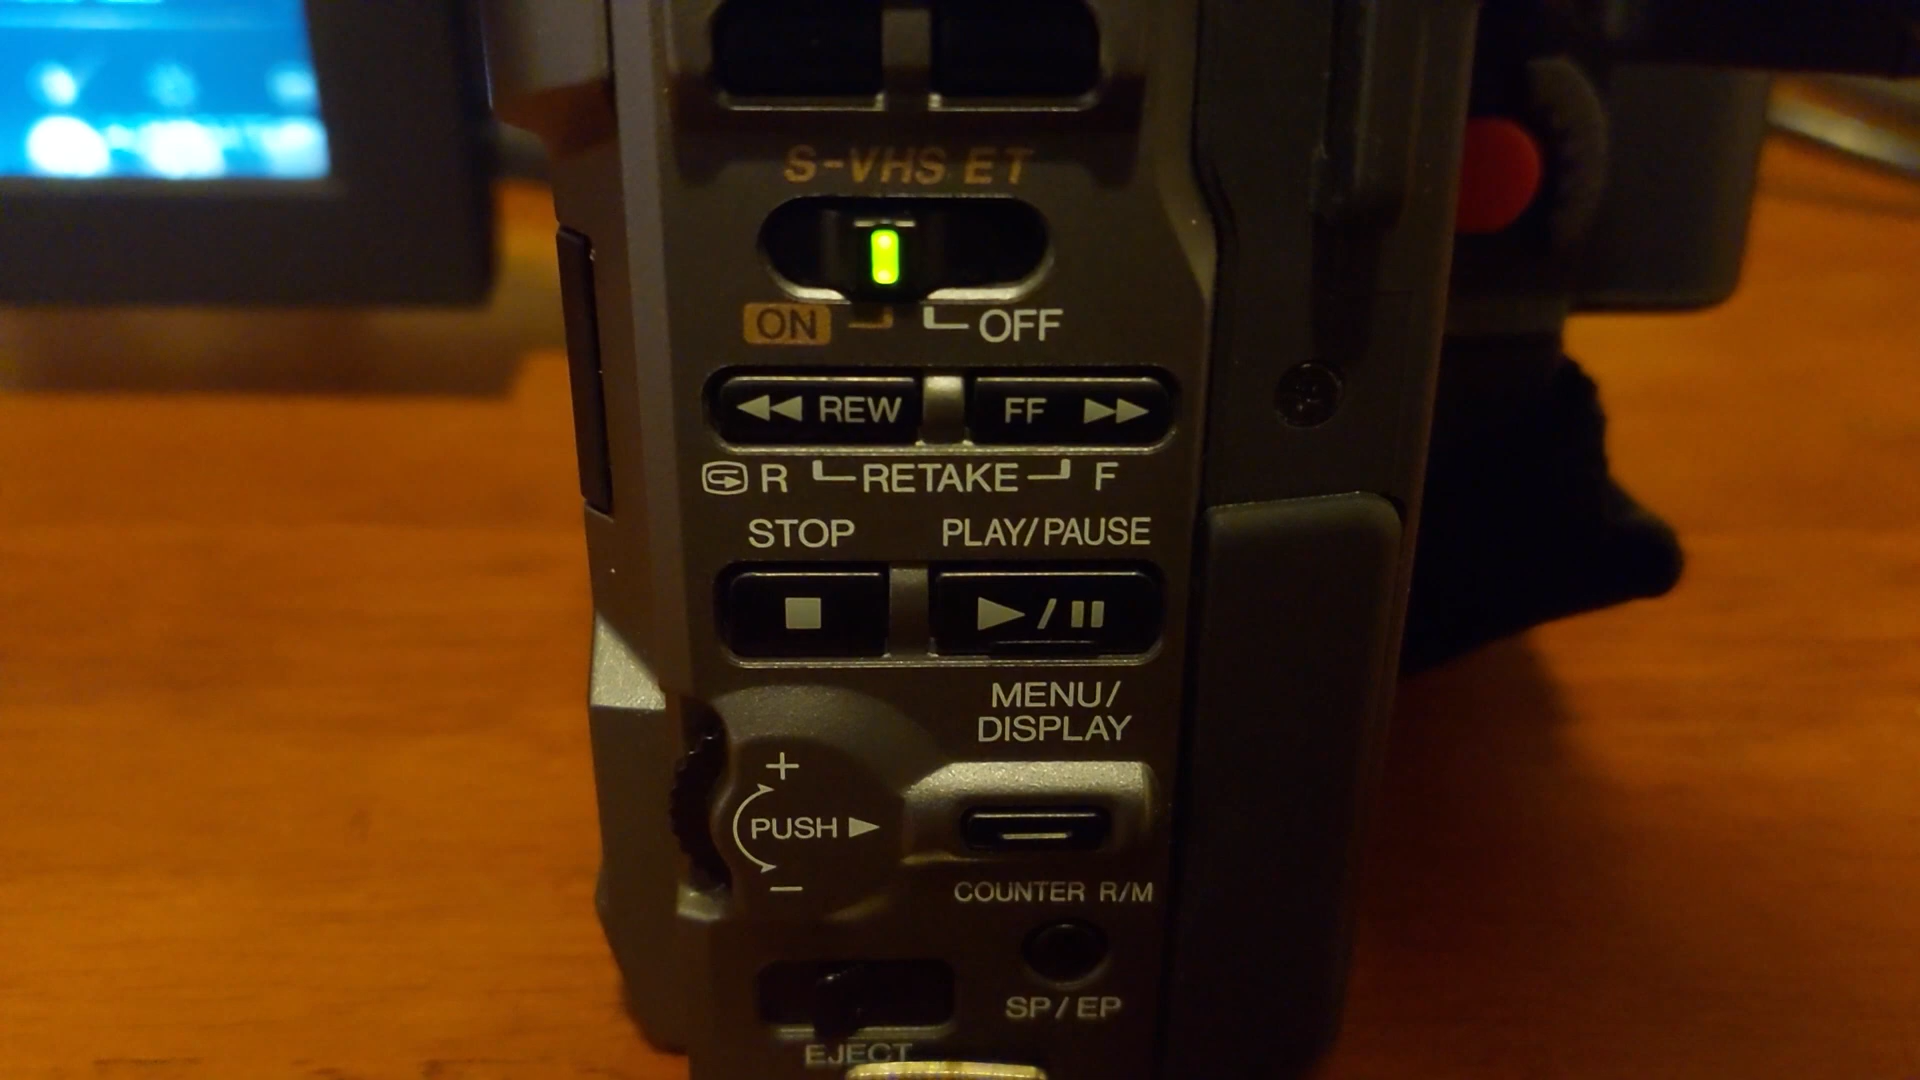 S-VHS ET
ON OFF
REW FF
R RETAKE F
STOP PLAY/PAUSE
MENU/
DISPLAY
+
PUSH
−
COUNTER R/M
SP/EP
EJECT